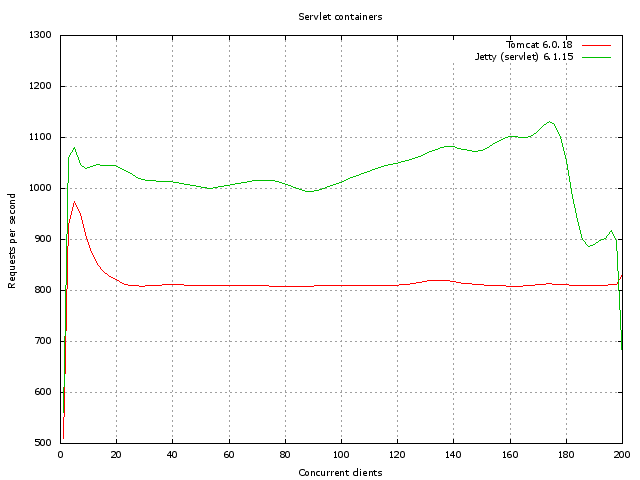 Servlet containers
Tomcat 6.0.18
Jetty (servlet) 6.1.15
Requests per second
1300
1200
1100
1000
900
800
700
600
500
0 20 40 60 80 100 120 140 160 180 200
Concurrent clients